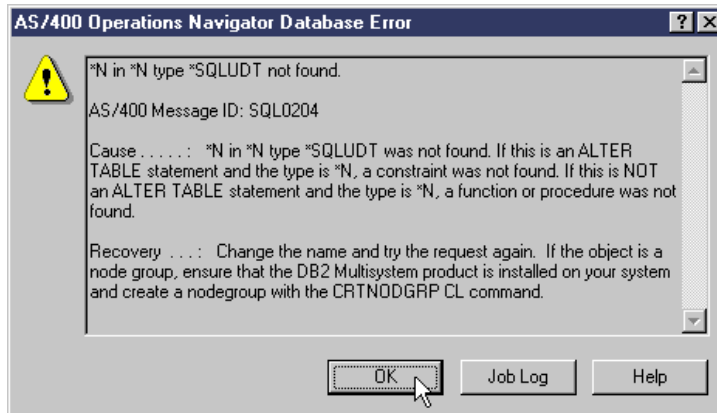 AS/400 Operations Navigator Database Error
*N in *N type *SQLUDT not found.
AS/400 Message ID: SQL0204
Cause . . . . . :   *N in *N type *SQLUDT was not found. If this is an ALTER
TABLE statement and the type is *N, a constraint was not found. If this is NOT
an ALTER TABLE statement and the type is *N, a function or procedure was not
found.
Recovery  . . . :   Change the name and try the request again.  If the object is a
node group, ensure that the DB2 Multisystem product is installed on your system
and create a nodegroup with the CRTNODGRP CL command.
OK
Job Log
Help